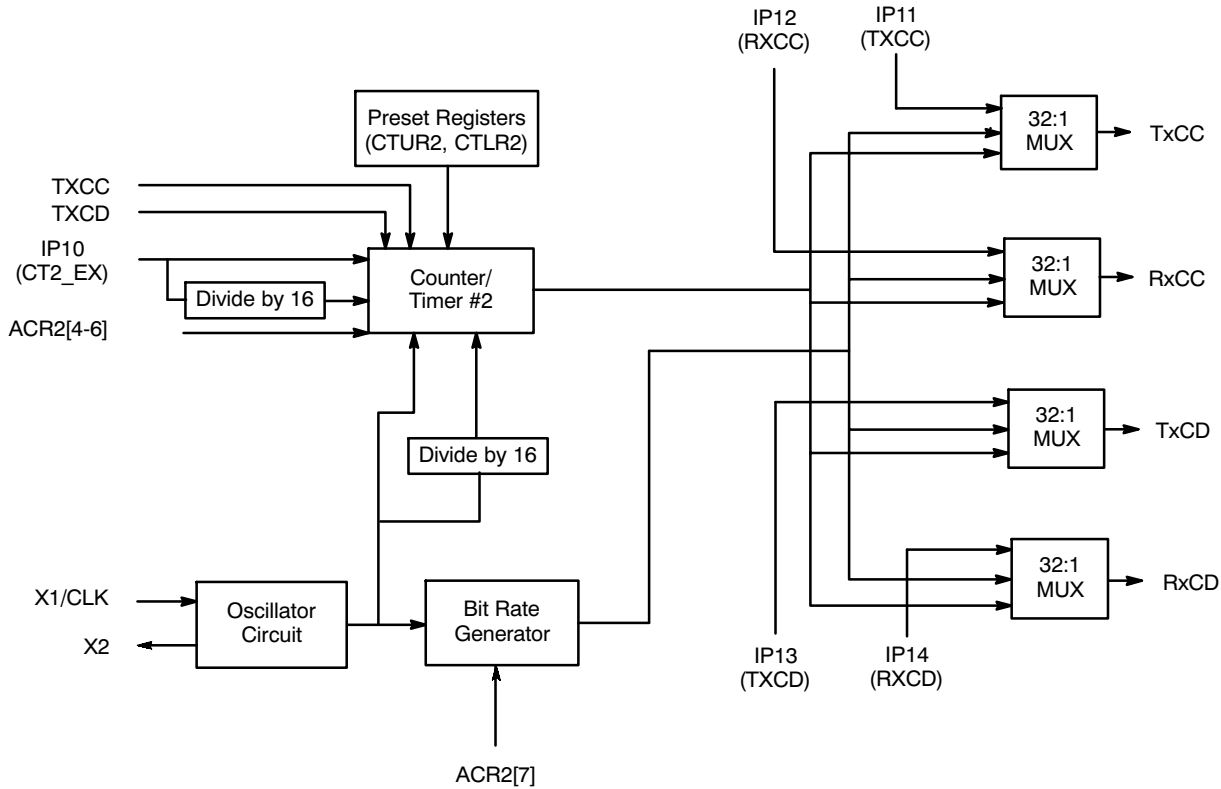 IP12
(RXCC)
IP11
(TXCC)
Preset Registers
(CTUR2, CTLR2)
32:1
MUX
TxCC
TXCC
TXCD
IP10
(CT2_EX)
Divide by 16
Counter/
Timer #2
32:1
MUX
RxCC
ACR2[4-6]
Divide by 16
32:1
MUX
TxCD
X1/CLK
X2
Oscillator
Circuit
Bit Rate
Generator
32:1
MUX
RxCD
IP13
(TXCD)
IP14
(RXCD)
ACR2[7]